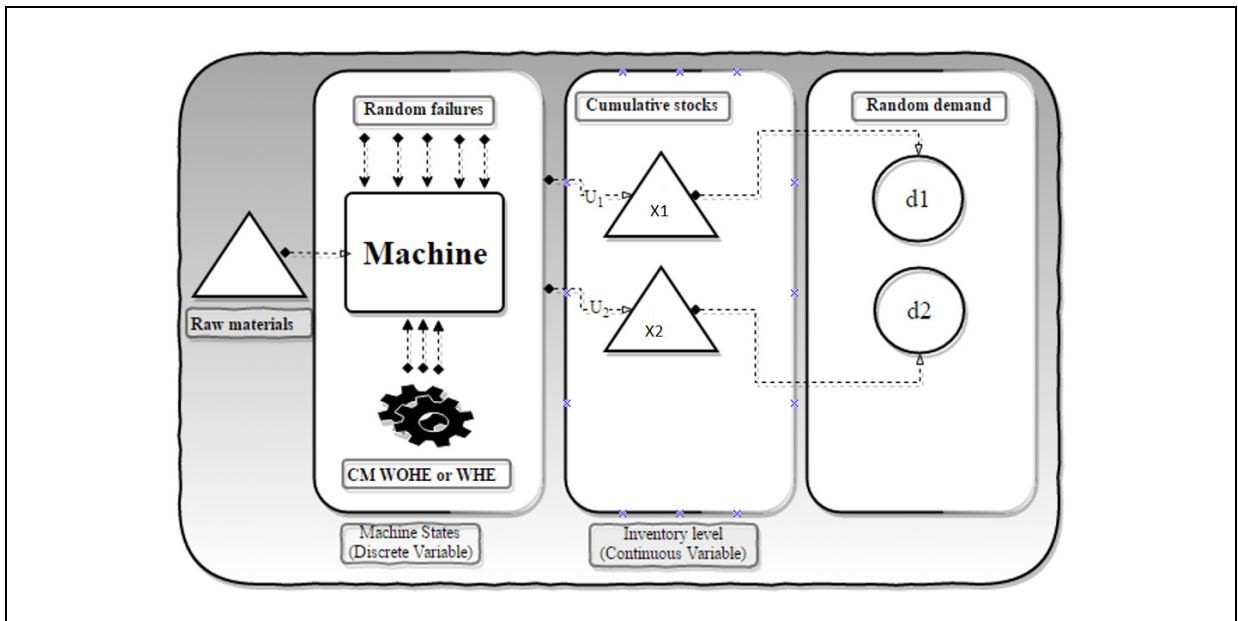 Random failures
Cumulative stocks
Random demand
Machine
Raw materials
U1
X1
d1
U2
X2
d2
CM WOHE or WHE
Machine States
(Discrete Variable)
Inventory level
(Continuous Variable)